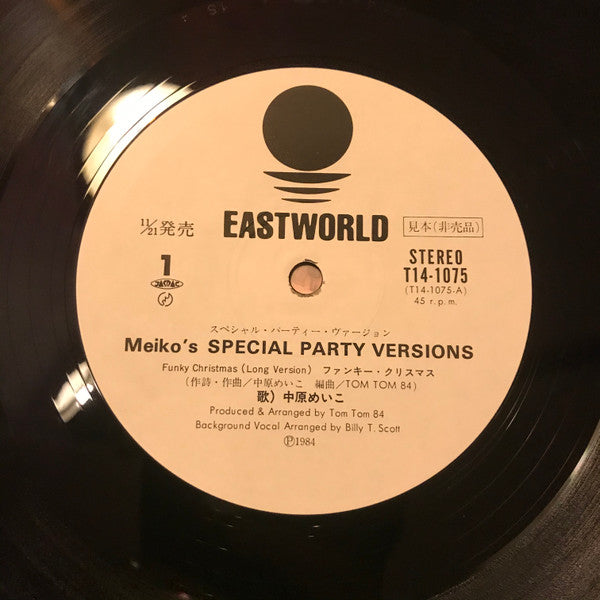 EASTWORLD
11/21発売
見本(非売品)
1
JASRAC
STEREO
T14-1075
(T14-1075-A)
45 r.p.m.
スペシャル・パーティー・ヴァージョン
Meiko's SPECIAL PARTY VERSIONS
Funky Christmas (Long Version) ファンキー・クリスマス
(作詩・作曲/中原めいこ 編曲/TOM TOM 84)
歌) 中原めいこ
Produced & Arranged by Tom Tom 84
Background Vocal Arranged by Billy T. Scott
Ⓟ1984